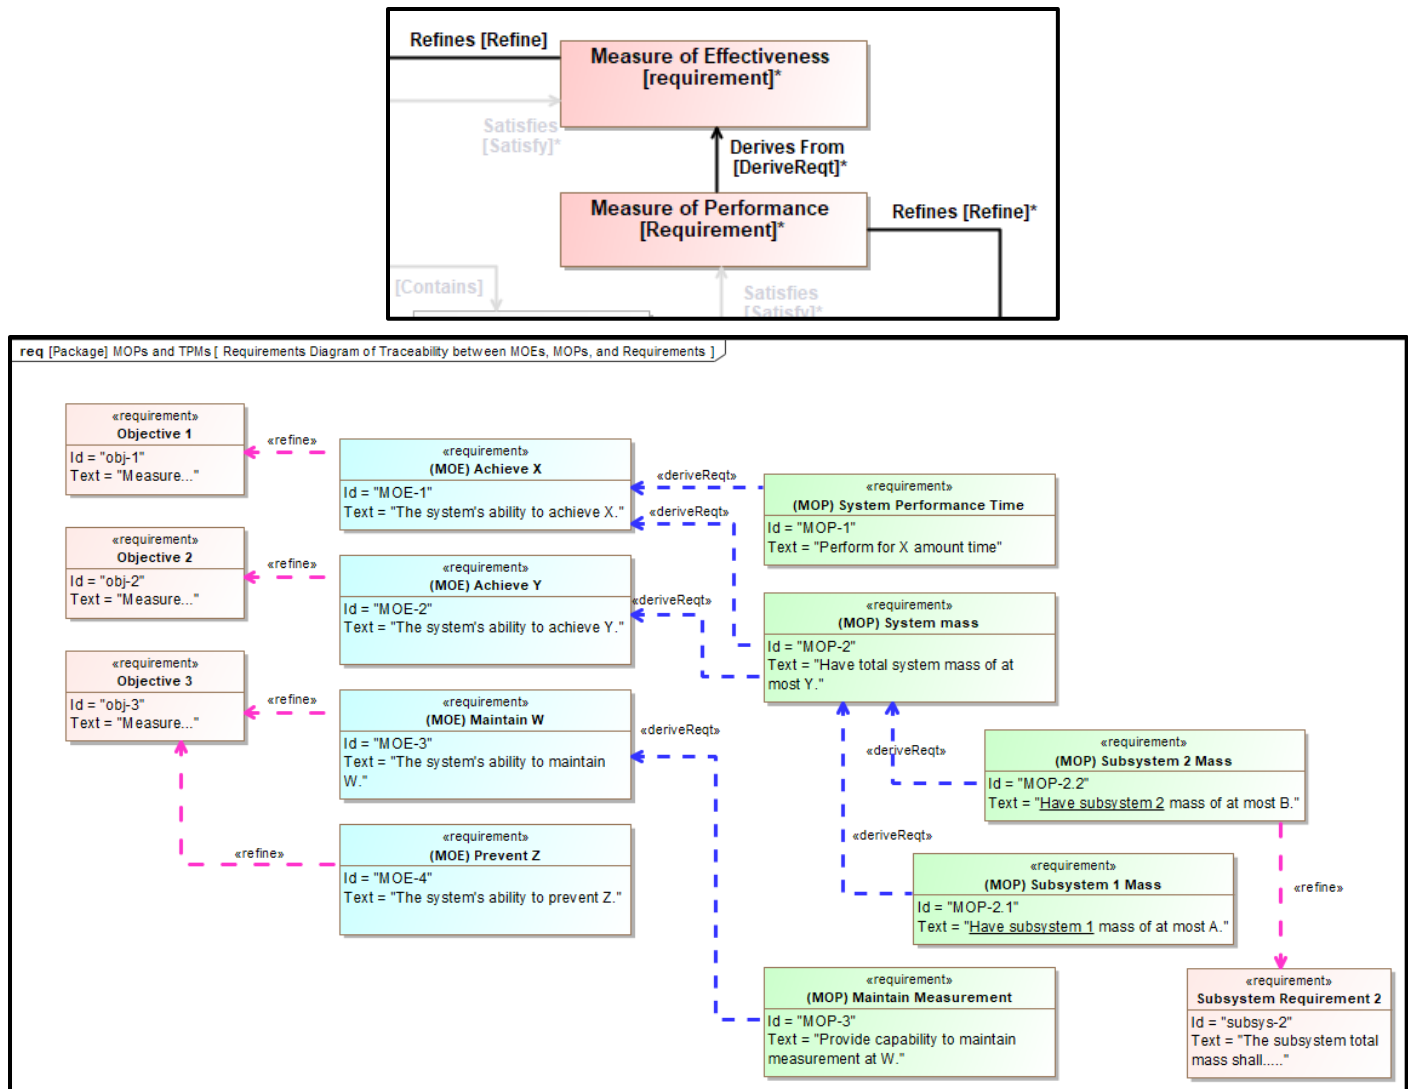 Refines [Refine]
Measure of Effectiveness
[requirement]*
Satisfies
[Satisfy]*
Derives From
[DeriveReqt]*
Measure of Performance
[Requirement]*
Refines [Refine]*
[Contains]
Satisfies
[Satisfy]*
req [Package] MOPs and TPMs [ Requirements Diagram of Traceability between MOEs, MOPs, and Requirements ]
«requirement»
Objective 1
Id = "obj-1"
Text = "Measure..."
«refine»
«requirement»
(MOE) Achieve X
Id = "MOE-1"
Text = "The system's ability to achieve X."
«deriveReqt»
«deriveReqt»
«requirement»
(MOP) System Performance Time
Id = "MOP-1"
Text = "Perform for X amount time"
«requirement»
Objective 2
Id = "obj-2"
Text = "Measure..."
«refine»
«requirement»
(MOE) Achieve Y
Id = "MOE-2"
Text = "The system's ability to achieve Y."
«deriveReqt»
«requirement»
(MOP) System mass
Id = "MOP-2"
Text = "Have total system mass of at
most Y."
«requirement»
Objective 3
Id = "obj-3"
Text = "Measure..."
«refine»
«requirement»
(MOE) Maintain W
Id = "MOE-3"
Text = "The system's ability to maintain
W."
«deriveReqt»
«deriveReqt»
«requirement»
(MOP) Subsystem 2 Mass
Id = "MOP-2.2"
Text = "Have subsystem 2 mass of at most B."
«refine»
«requirement»
(MOE) Prevent Z
Id = "MOE-4"
Text = "The system's ability to prevent Z."
«deriveReqt»
«requirement»
(MOP) Subsystem 1 Mass
Id = "MOP-2.1"
Text = "Have subsystem 1 mass of at most A."
«refine»
«requirement»
(MOP) Maintain Measurement
Id = "MOP-3"
Text = "Provide capability to maintain
measurement at W."
«requirement»
Subsystem Requirement 2
Id = "subsys-2"
Text = "The subsystem total
mass shall....."